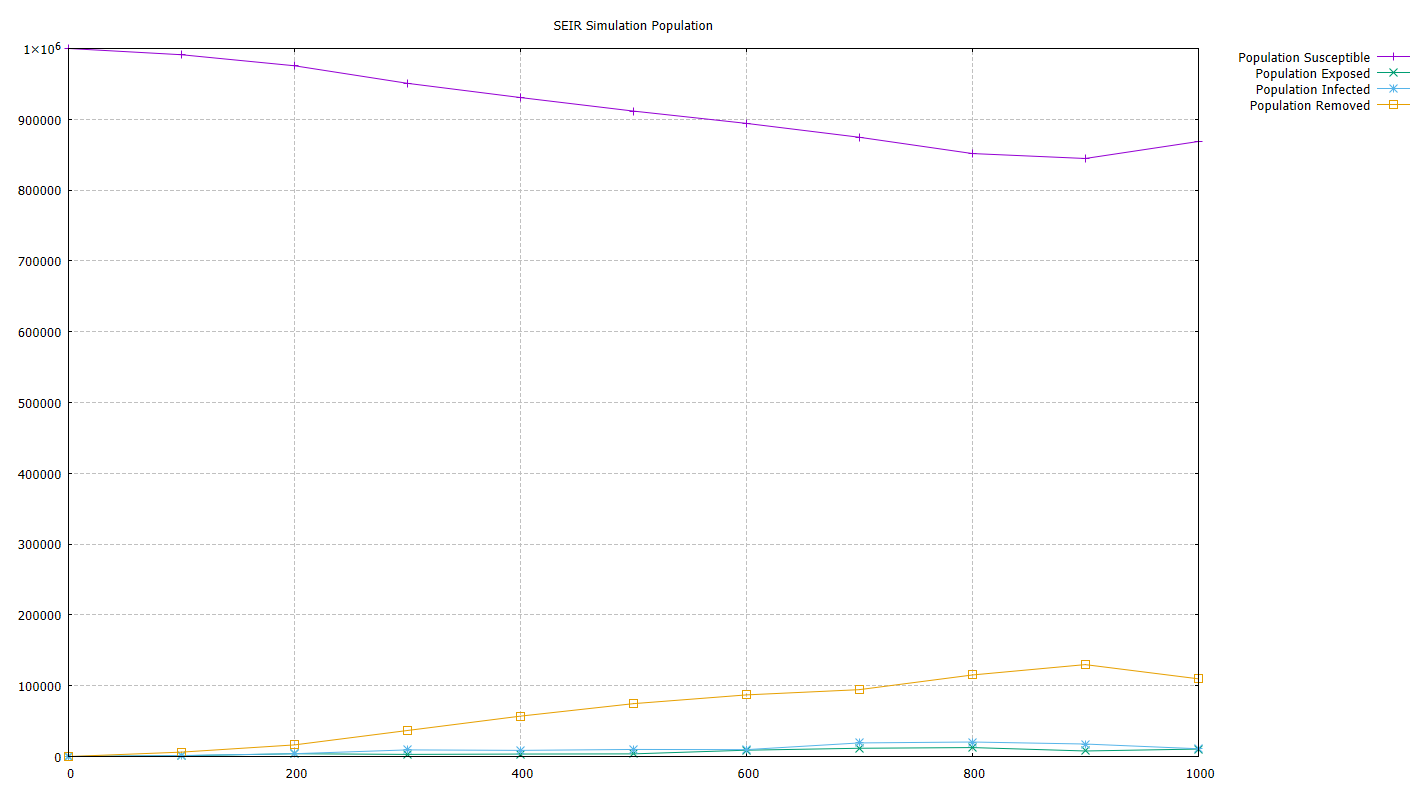 SEIR Simulation Population
1×10⁶
900000
800000
700000
600000
500000
400000
300000
200000
100000
0
0 200 400 600 800 1000
Population Susceptible
Population Exposed
Population Infected
Population Removed